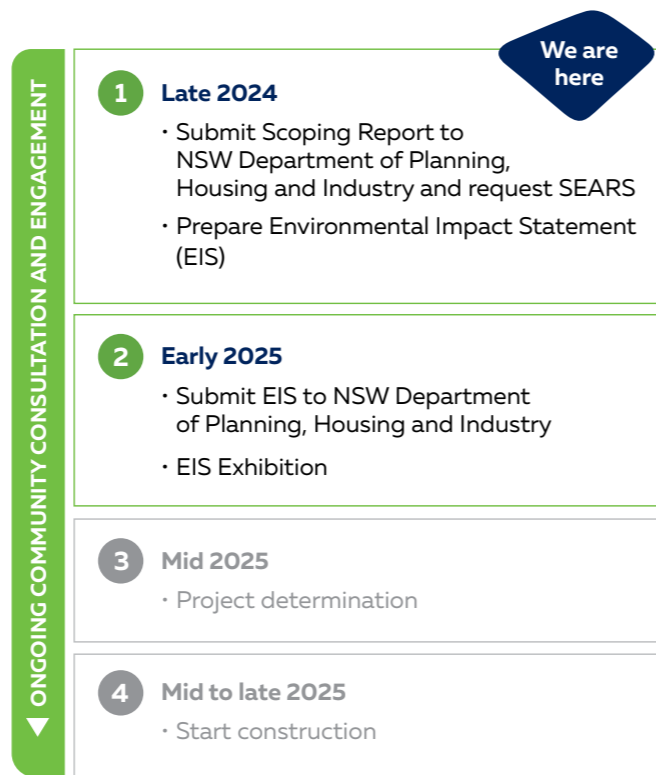 We are
here
ONGOING COMMUNITY CONSULTATION AND ENGAGEMENT
1 Late 2024
· Submit Scoping Report to
NSW Department of Planning,
Housing and Industry and request SEARS
· Prepare Environmental Impact Statement
(EIS)
2 Early 2025
· Submit EIS to NSW Department
of Planning, Housing and Industry
· EIS Exhibition
3 Mid 2025
· Project determination
4 Mid to late 2025
· Start construction